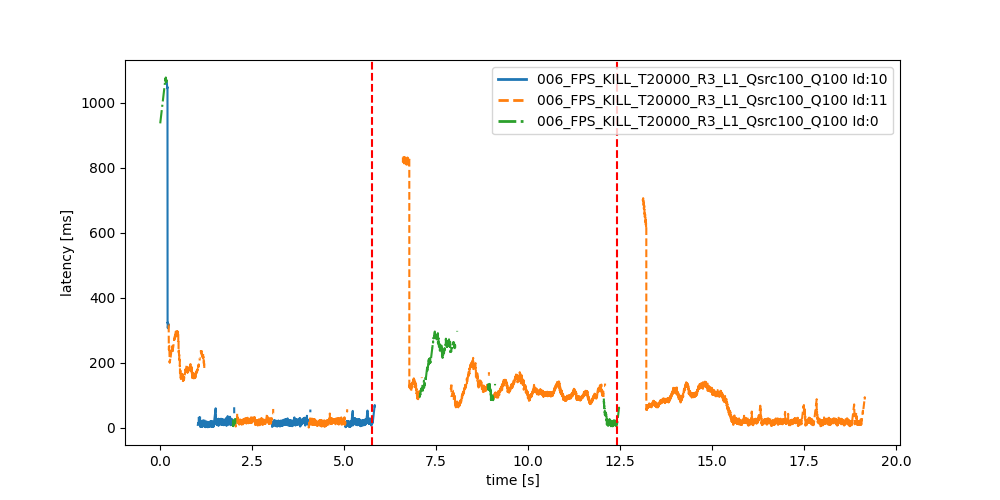 006_FPS_KILL_T20000_R3_L1_Qsrc100_Q100 Id:10
006_FPS_KILL_T20000_R3_L1_Qsrc100_Q100 Id:11
006_FPS_KILL_T20000_R3_L1_Qsrc100_Q100 Id:0
latency [ms]
1000
800
600
400
200
0
0.0 2.5 5.0 7.5 10.0 12.5 15.0 17.5 20.0
time [s]